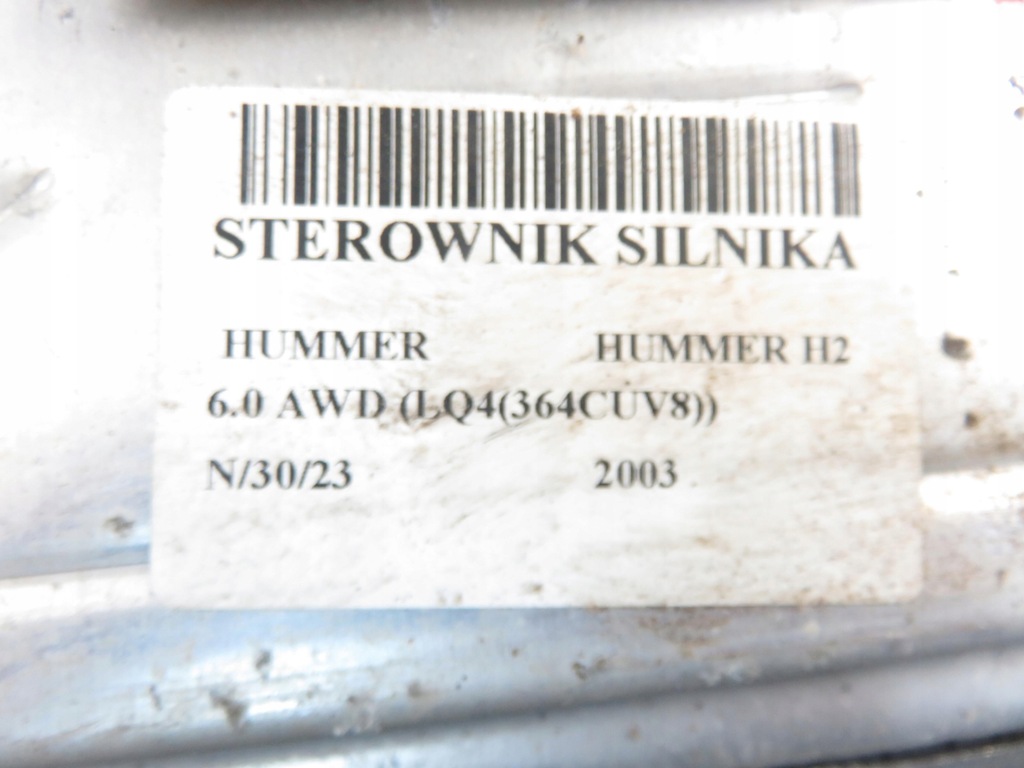 STEROWNIK SILNIKA
HUMMER HUMMER H2
6.0 AWD (LQ4(364CUV8))
N/30/23 2003